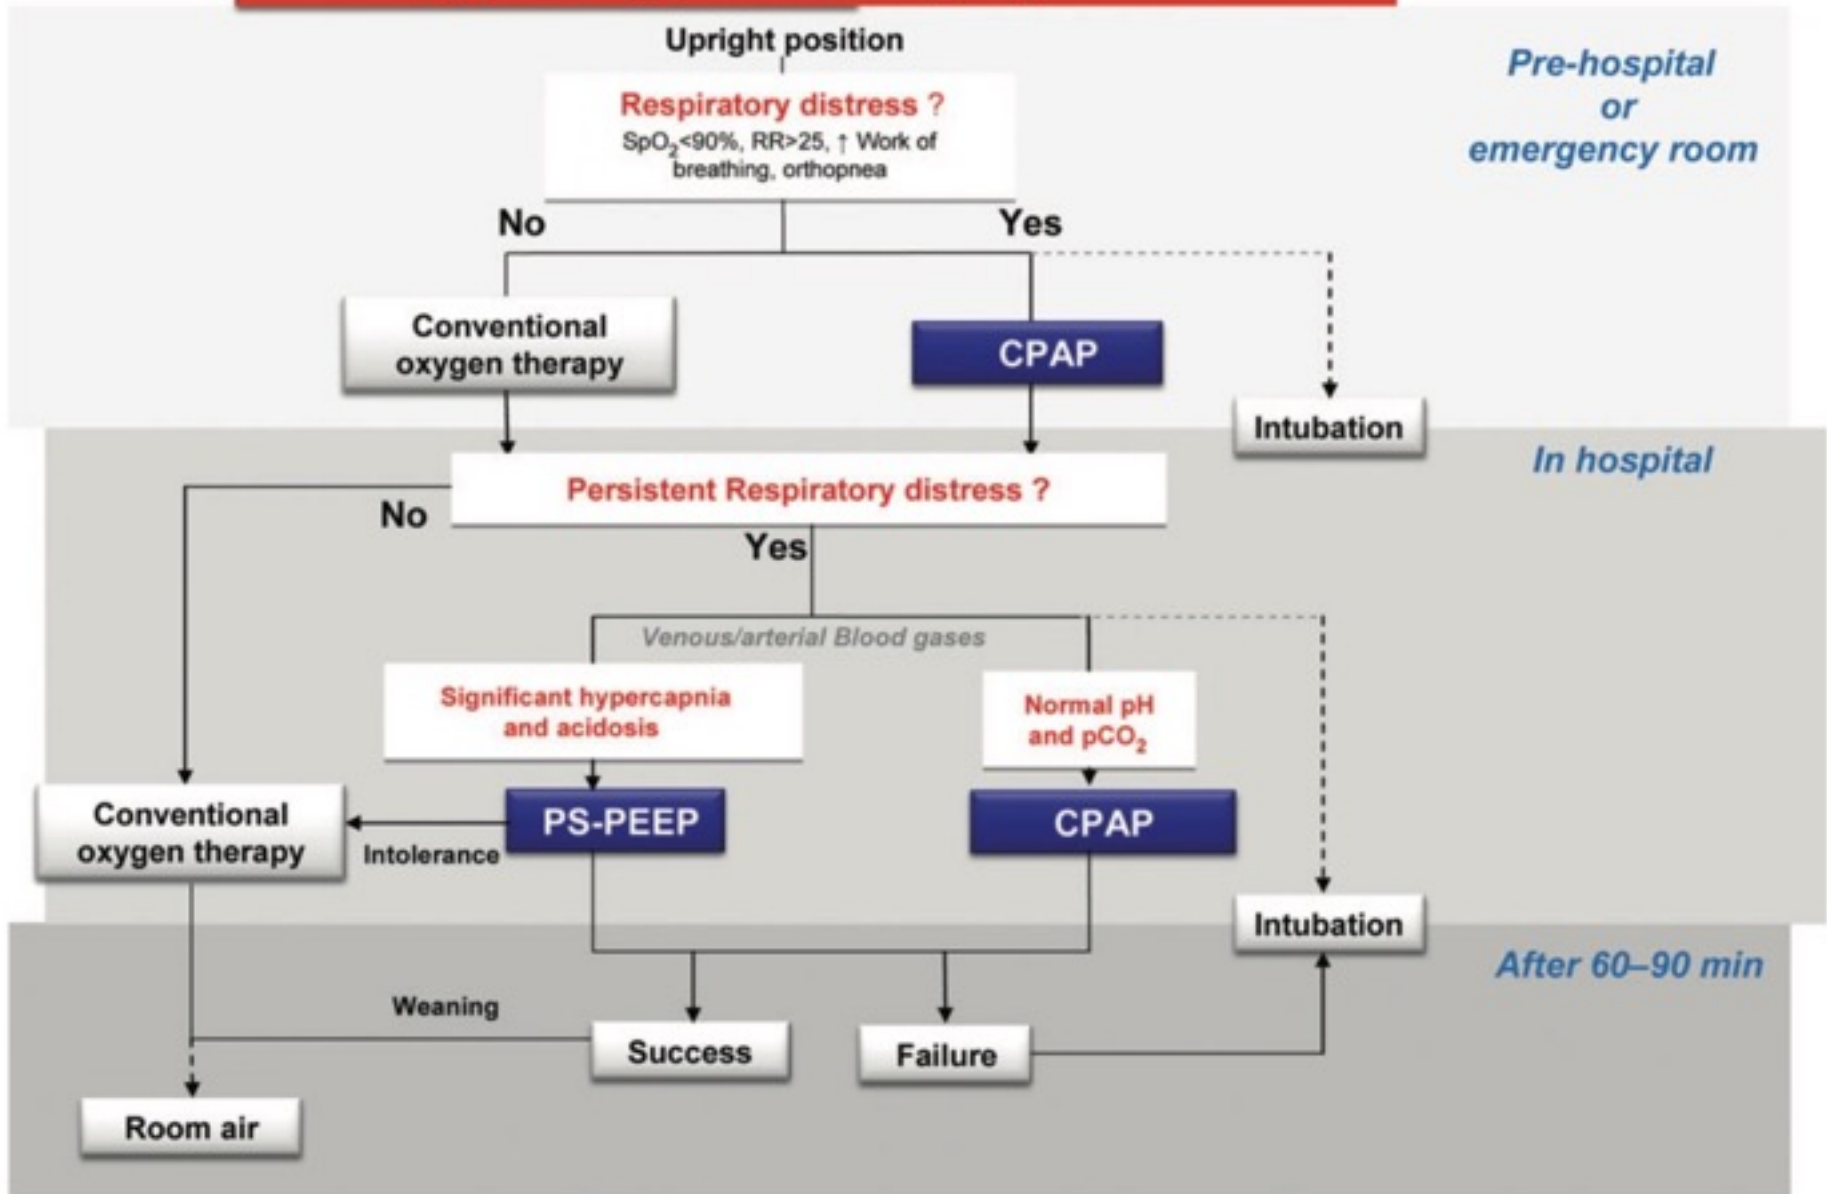 Upright position
Pre-hospital
or
emergency room
Respiratory distress ?
SpO₂<90%, RR>25, ↑ Work of
breathing, orthopnea
No
Yes
Conventional
oxygen therapy
CPAP
Intubation
In hospital
Persistent Respiratory distress ?
No
Yes
Venous/arterial Blood gases
Significant hypercapnia
and acidosis
Normal pH
and pCO₂
Conventional
oxygen therapy
PS-PEEP
CPAP
Intolerance
Intubation
After 60–90 min
Weaning
Success
Failure
Room air